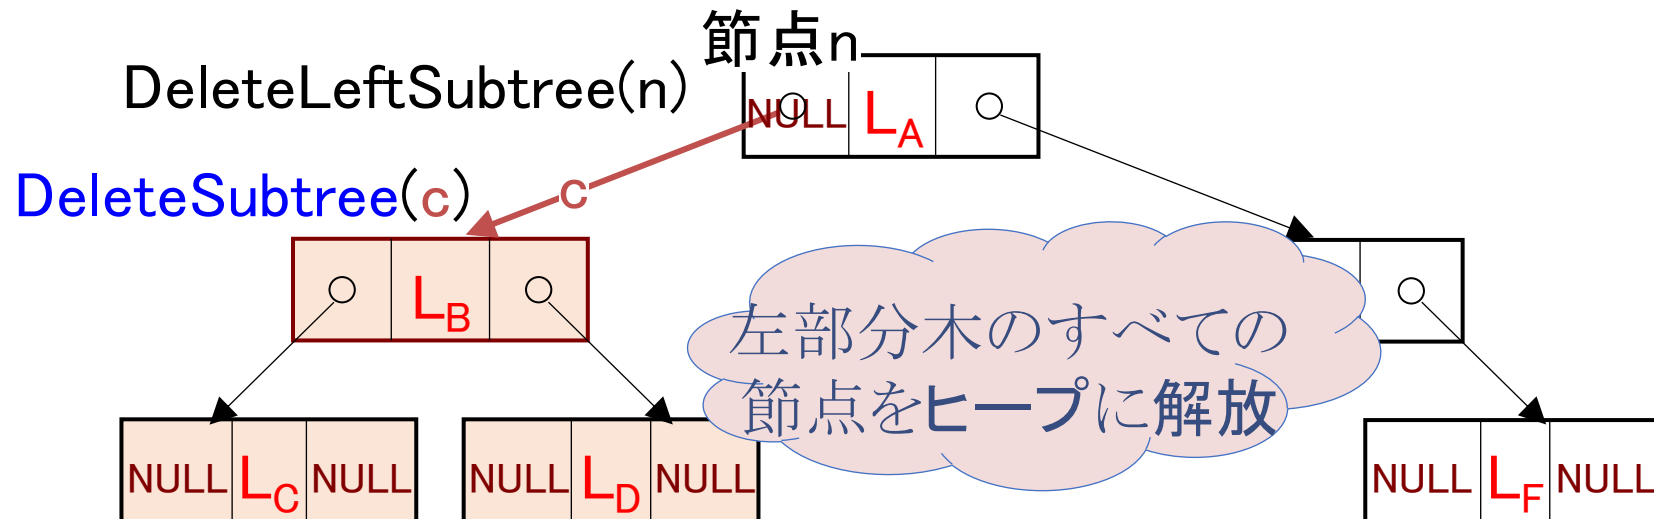 節点n
DeleteLeftSubtree(n)
NULL LA
DeleteSubtree(c)
c
LB
左部分木のすべての
節点をヒープに解放
NULL LC NULL
NULL LD NULL
NULL LF NULL